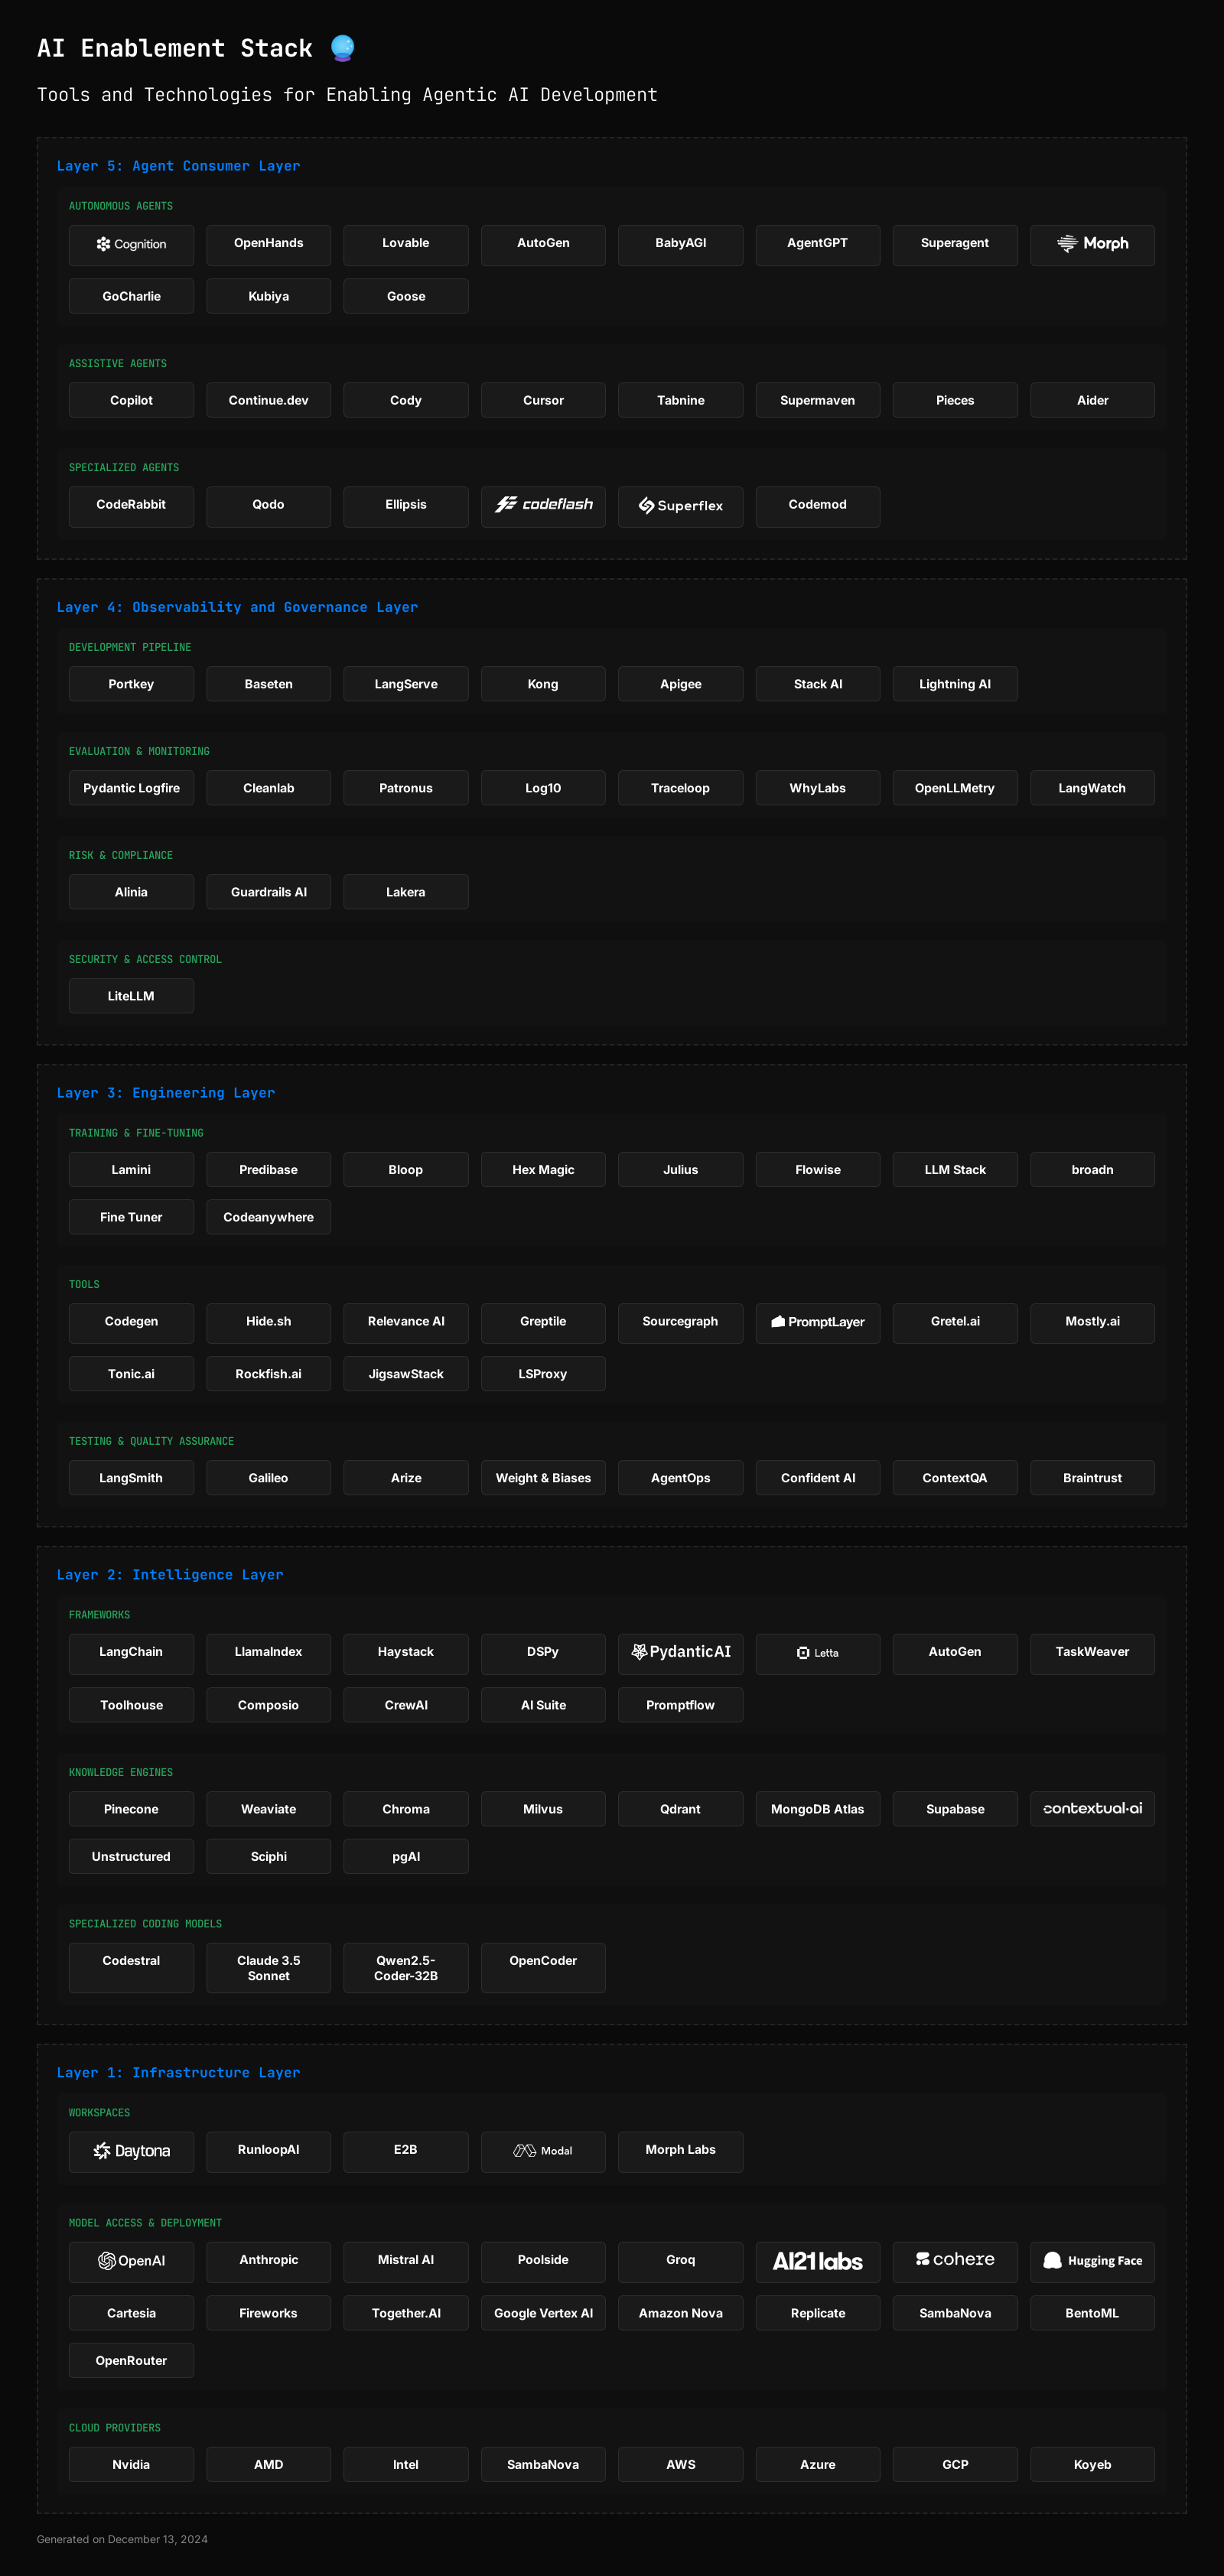 AI Enablement Stack
Tools and Technologies for Enabling Agentic AI Development
Layer 5: Agent Consumer Layer
AUTONOMOUS AGENTS
Cognition OpenHands Lovable AutoGen BabyAGI AgentGPT Superagent Morph
GoCharlie Kubiya Goose
ASSISTIVE AGENTS
Copilot Continue.dev Cody Cursor Tabnine Supermaven Pieces Aider
SPECIALIZED AGENTS
CodeRabbit Qodo Ellipsis codeflash Superflex Codemod
Layer 4: Observability and Governance Layer
DEVELOPMENT PIPELINE
Portkey Baseten LangServe Kong Apigee Stack AI Lightning AI
EVALUATION & MONITORING
Pydantic Logfire Cleanlab Patronus Log10 Traceloop WhyLabs OpenLLMetry LangWatch
RISK & COMPLIANCE
Alinia Guardrails AI Lakera
SECURITY & ACCESS CONTROL
LiteLLM
Layer 3: Engineering Layer
TRAINING & FINE-TUNING
Lamini Predibase Bloop Hex Magic Julius Flowise LLM Stack broadn
Fine Tuner Codeanywhere
TOOLS
Codegen Hide.sh Relevance AI Greptile Sourcegraph PromptLayer Gretel.ai Mostly.ai
Tonic.ai Rockfish.ai JigsawStack LSProxy
TESTING & QUALITY ASSURANCE
LangSmith Galileo Arize Weight & Biases AgentOps Confident AI ContextQA Braintrust
Layer 2: Intelligence Layer
FRAMEWORKS
LangChain LlamaIndex Haystack DSPy PydanticAI Letta AutoGen TaskWeaver
Toolhouse Composio CrewAI AI Suite Promptflow
KNOWLEDGE ENGINES
Pinecone Weaviate Chroma Milvus Qdrant MongoDB Atlas Supabase contextual·ai
Unstructured Sciphi pgAI
SPECIALIZED CODING MODELS
Codestral Claude 3.5 Qwen2.5- OpenCoder
Sonnet Coder-32B
Layer 1: Infrastructure Layer
WORKSPACES
Daytona RunloopAI E2B Modal Morph Labs
MODEL ACCESS & DEPLOYMENT
OpenAI Anthropic Mistral AI Poolside Groq AI21labs cohere Hugging Face
Cartesia Fireworks Together.AI Google Vertex AI Amazon Nova Replicate SambaNova BentoML
OpenRouter
CLOUD PROVIDERS
Nvidia AMD Intel SambaNova AWS Azure GCP Koyeb
Generated on December 13, 2024